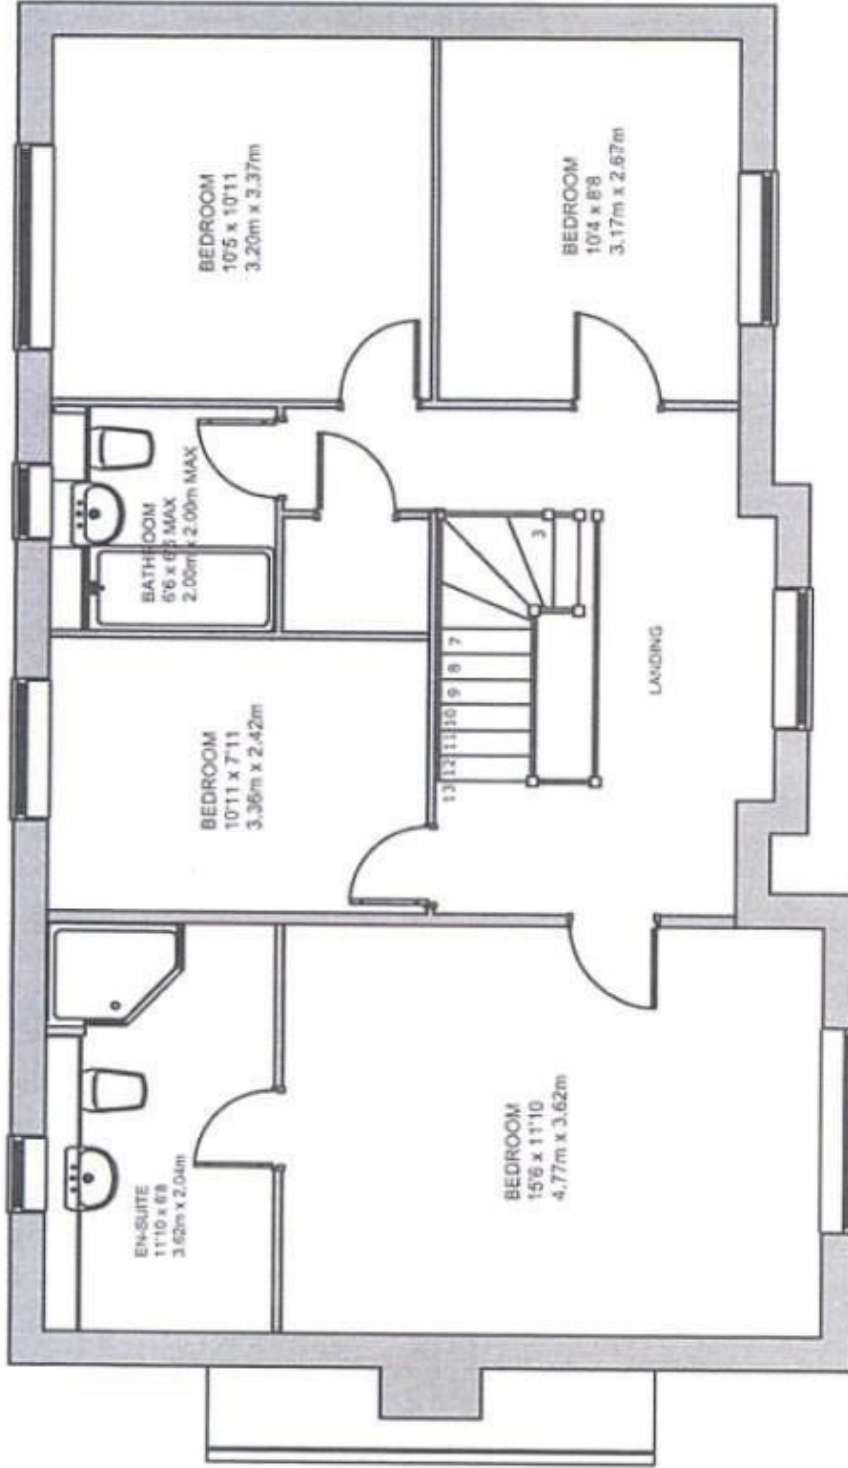 EN-SUITE
11'10 x 6'8
3.62m x 2.04m
BATHROOM
6'6 x MAX
2.00m x 2.00m MAX
BEDROOM
10'11 x 7'11
3.36m x 2.42m
BEDROOM
10'5 x 10'11
3.20m x 3.37m
13 12 11 10 9 8 7
3
BEDROOM
15'6 x 11'10
4.77m x 3.62m
BEDROOM
10'4 x 8'8
3.17m x 2.67m
LANDING